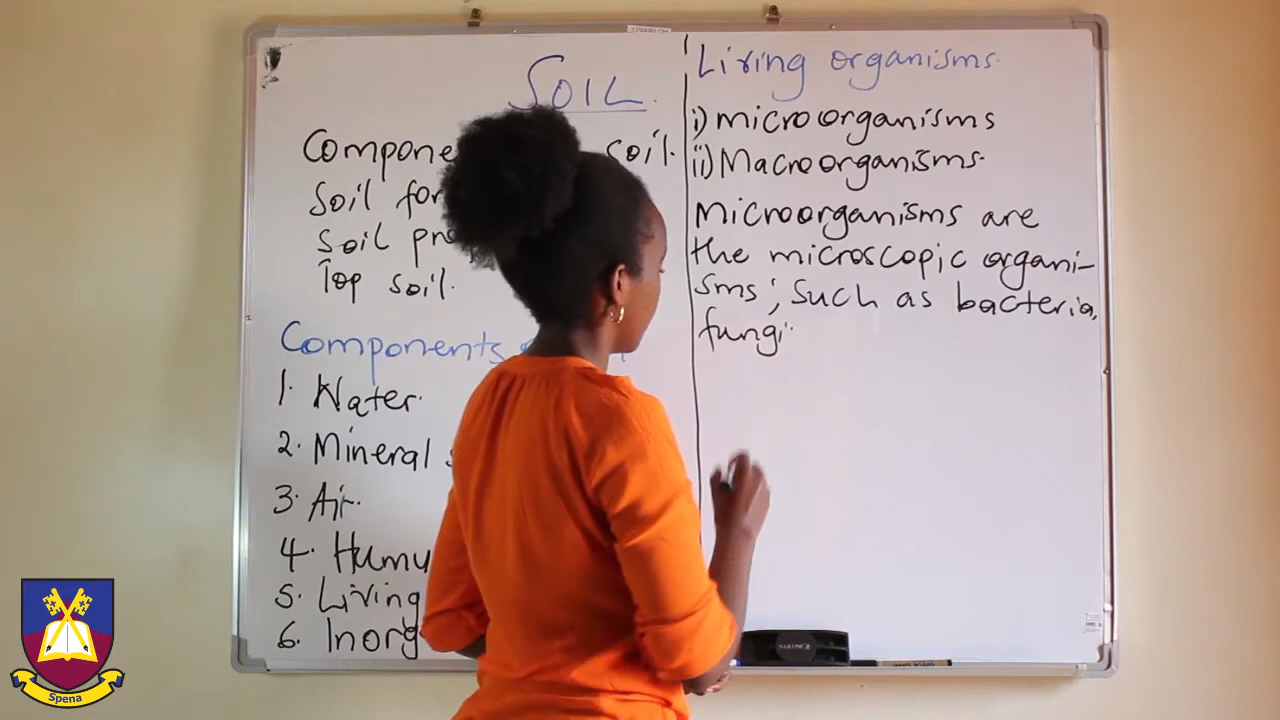 SOIL.
Components soil.
Soil for
Soil pro
Top soil.
Components
1. Water.
2. Mineral
3. Air.
4. Humu
5. Living
6. Inorg
Living organisms.
i) microorganisms
ii) Macroorganisms.
Microorganisms are
the microscopic organi-
sms; such as bacteria,
fungi.
Spena